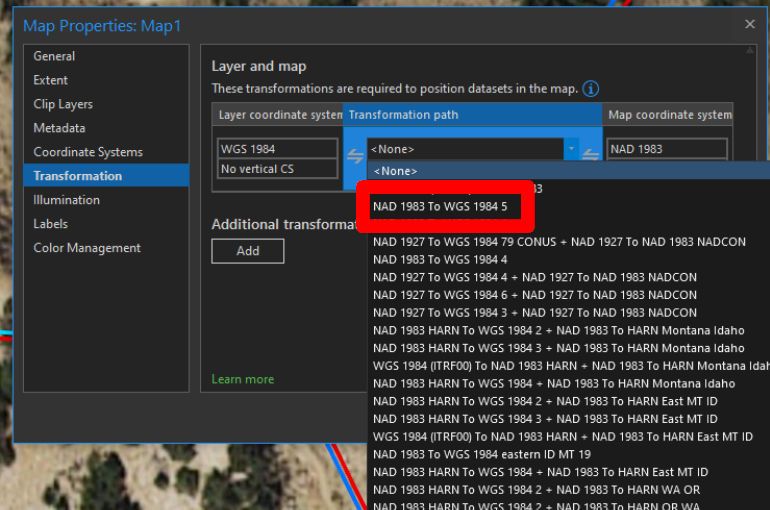 Map Properties: Map1
General
Extent
Clip Layers
Metadata
Coordinate Systems
Transformation
Illumination
Labels
Color Management
Layer and map
These transformations are required to position datasets in the map.
Layer coordinate system Transformation path Map coordinate system
WGS 1984 <None> NAD 1983
No vertical CS
<None>
NAD 1983 To WGS 1984 5
Additional transformat
Add
NAD 1927 To WGS 1984 79 CONUS + NAD 1927 To NAD 1983 NADCON
NAD 1983 To WGS 1984 4
NAD 1927 To WGS 1984 4 + NAD 1927 To NAD 1983 NADCON
NAD 1927 To WGS 1984 6 + NAD 1927 To NAD 1983 NADCON
NAD 1927 To WGS 1984 3 + NAD 1927 To NAD 1983 NADCON
NAD 1983 HARN To WGS 1984 2 + NAD 1983 To HARN Montana Idaho
NAD 1983 HARN To WGS 1984 3 + NAD 1983 To HARN Montana Idaho
WGS 1984 (ITRF00) To NAD 1983 HARN + NAD 1983 To HARN Montana Idah
NAD 1983 HARN To WGS 1984 + NAD 1983 To HARN Montana Idaho
NAD 1983 HARN To WGS 1984 2 + NAD 1983 To HARN East MT ID
NAD 1983 HARN To WGS 1984 3 + NAD 1983 To HARN East MT ID
WGS 1984 (ITRF00) To NAD 1983 HARN + NAD 1983 To HARN East MT ID
NAD 1983 To WGS 1984 eastern ID MT 19
NAD 1983 HARN To WGS 1984 + NAD 1983 To HARN East MT ID
NAD 1983 HARN To WGS 1984 2 + NAD 1983 To HARN WA OR
NAD 1983 HARN To WGS 1984 2 + NAD 1983 To HARN OR WA
Learn more